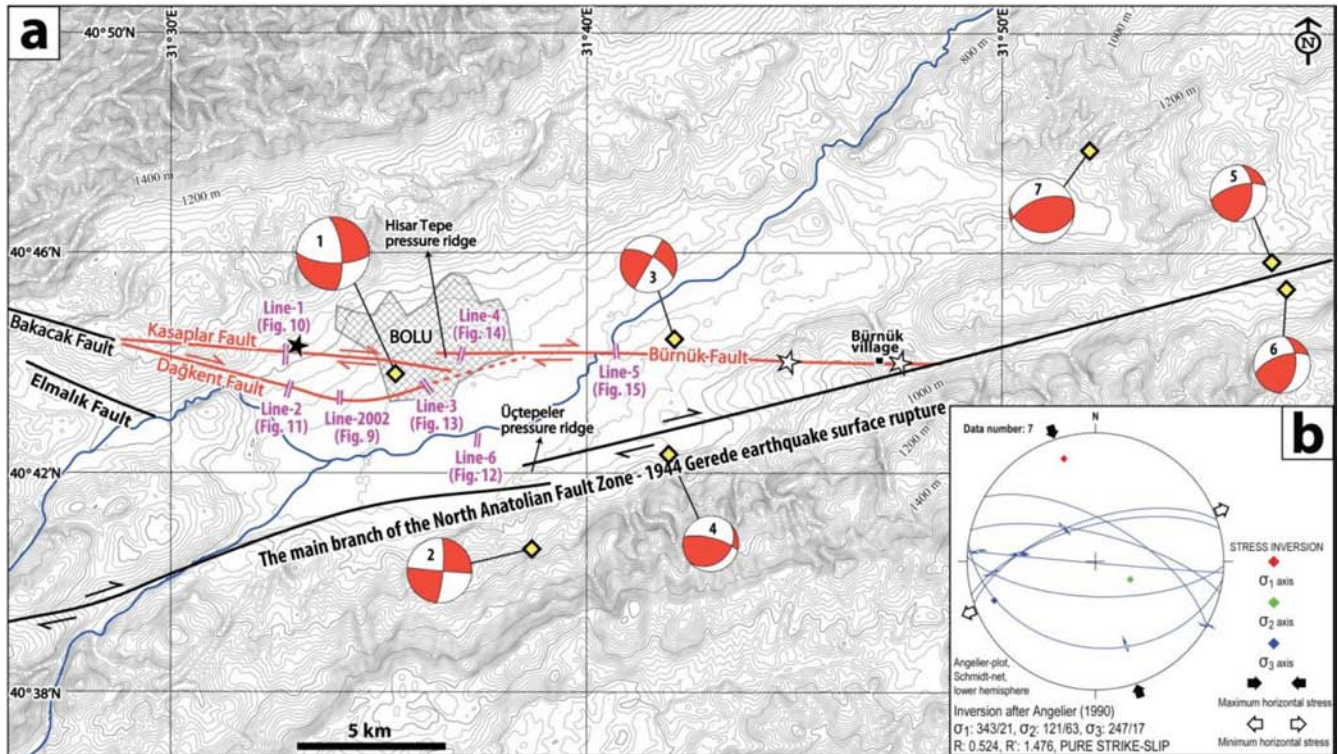 a
40°50'N
31°30'E
31°40'E
31°50'E
N
800 m
1000 m
1200 m
1400 m
1200 m
40°46'N
1
Hisar Tepe
pressure ridge
3
7
5
6
Line-1
(Fig. 10)
Line-4
(Fig. 14)
BOLU
Bakacak Fault
Kasaplar Fault
Dağkent Fault
Elmalık Fault
Bürnük Fault
Bürnük
village
Line-5
(Fig. 15)
Line-2
(Fig. 11)
Line-2002
(Fig. 9)
Line-3
(Fig. 13)
Üçtepeler
pressure ridge
Line-6
(Fig. 12)
1000 m
1200 m
1400 m
40°42'N
The main branch of the North Anatolian Fault Zone - 1944 Gerede earthquake surface rupture
2
4
40°38'N
5 km
b
Data number: 7
N
STRESS INVERSION
σ1 axis
σ2 axis
σ3 axis
Maximum horizontal stress
Minimum horizontal stress
Angelier-plot,
Schmidt-net,
lower hemisphere
Inversion after Angelier (1990)
σ1: 343/21, σ2: 121/63, σ3: 247/17
R: 0.524, R': 1.476, PURE STRIKE-SLIP